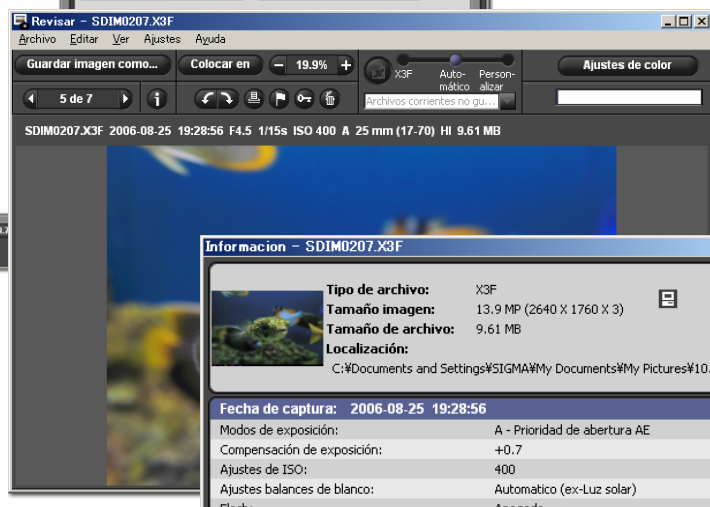 Revisar - SDIM0207.X3F
Archivo Editar Ver Ajustes Ayuda
Guardar imagen como... Colocar en - 19.9% + X3F Auto-mático Person-alizar Ajustes de color
5 de 7 Archivos corrientes no gu...
SDIM0207.X3F 2006-08-25 19:28:56 F4.5 1/15s ISO 400 A 25 mm (17-70) HI 9.61 MB
Informacion - SDIM0207.X3F
Tipo de archivo: X3F
Tamaño imagen: 13.9 MP (2640 X 1760 X 3)
Tamaño de archivo: 9.61 MB
Localización:
C:¥Documents and Settings¥SIGMA¥My Documents¥My Pictures¥10.
Fecha de captura: 2006-08-25 19:28:56
Modos de exposición: A - Prioridad de abertura AE
Compensación de exposición: +0.7
Ajustes de ISO: 400
Ajustes balances de blanco: Automatico (ex-Luz solar)